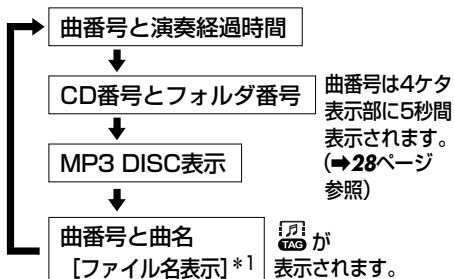 曲番号と演奏経過時間
CD番号とフォルダ番号
曲番号は4ケタ
表示部に5秒間
表示されます。
(➡28ページ
参照)
MP3 DISC表示
曲番号と曲名
[ファイル名表示]*1
TAG が
表示されます。